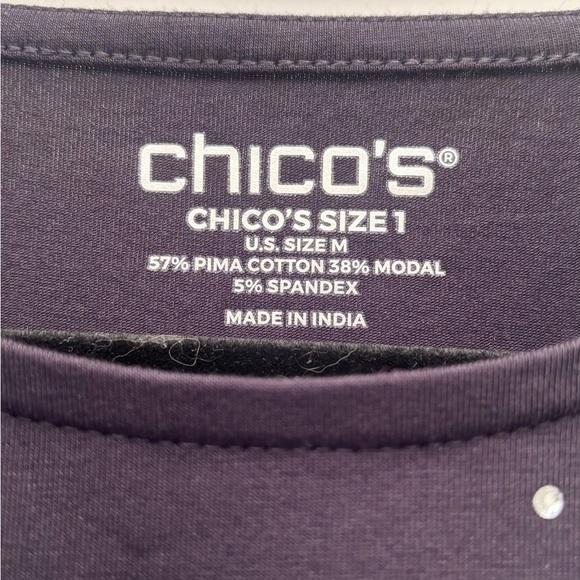 chico's®
CHICO'S SIZE 1
U.S. SIZE M
57% PIMA COTTON 38% MODAL
5% SPANDEX
MADE IN INDIA